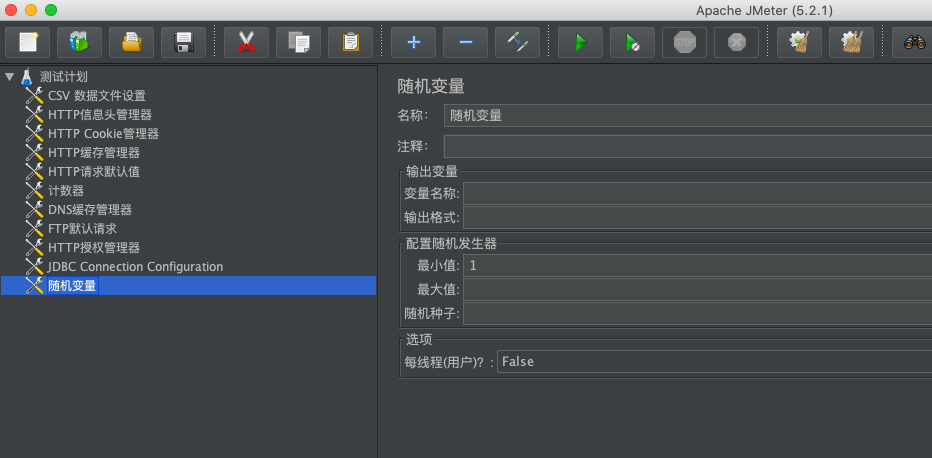 Apache JMeter (5.2.1)
STOP
测试计划
CSV 数据文件设置
HTTP信息头管理器
HTTP Cookie管理器
HTTP缓存管理器
HTTP请求默认值
计数器
DNS缓存管理器
FTP默认请求
HTTP授权管理器
JDBC Connection Configuration
随机变量
随机变量
名称: 随机变量
注释:
输出变量
变量名称:
输出格式:
配置随机发生器
最小值: 1
最大值:
随机种子:
选项
每线程(用户)? : False